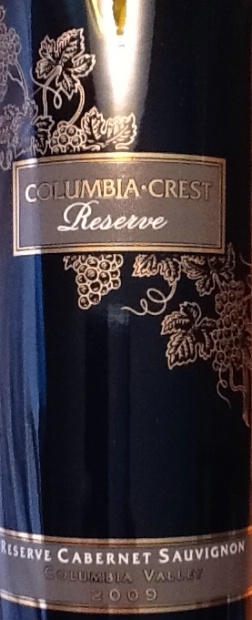 COLUMBIA·CREST
Reserve
RESERVE CABERNET SAUVIGNON
COLUMBIA VALLEY
2009